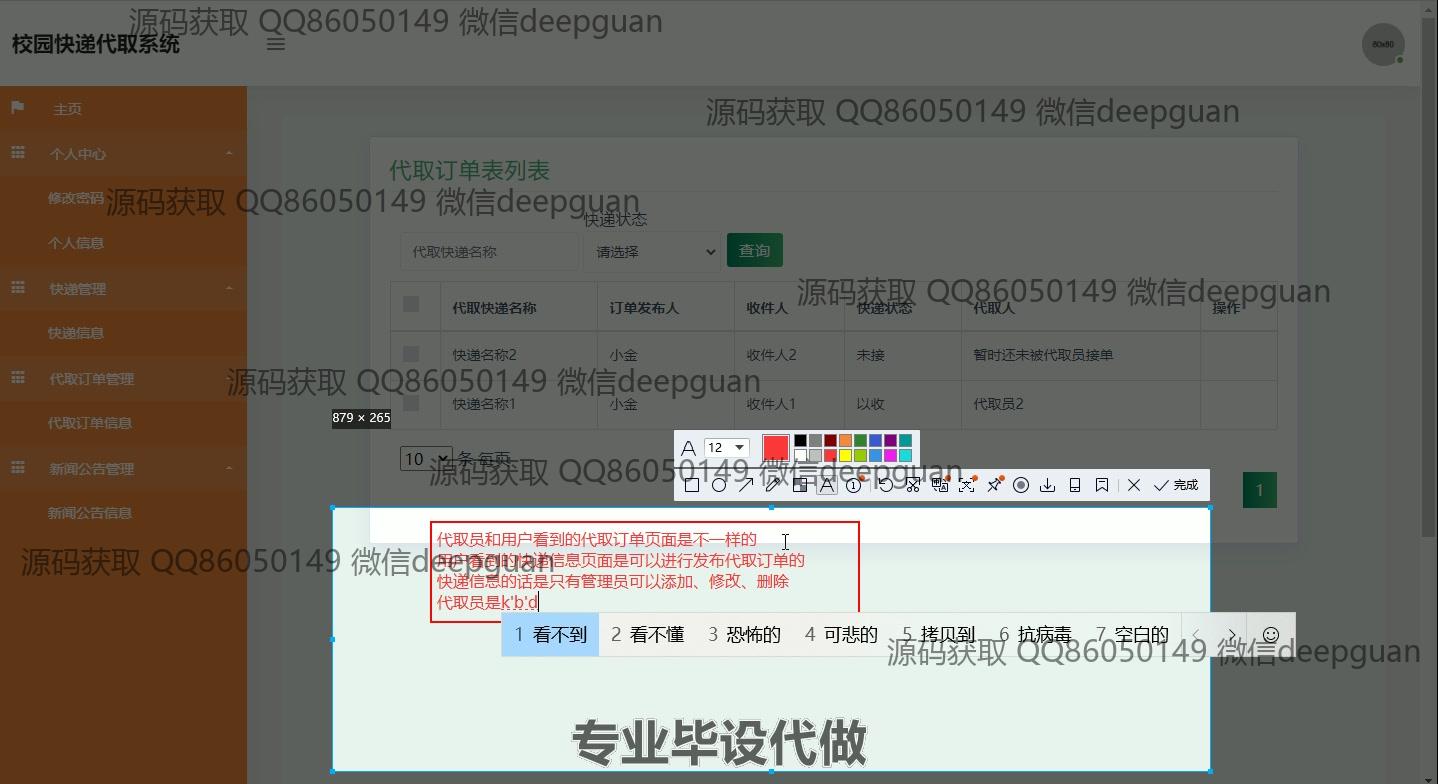 源码获取 QQ86050149 微信deepguan
校园快递代取系统
60x60
主页
源码获取 QQ86050149 微信deepguan
个人中心
代取订单表列表
修改密码
源码获取 QQ86050149 微信deepguan
快递状态
个人信息
代取快递名称
请选择
查询
快递管理
源码获取 QQ86050149 微信deepguan
代取快递名称 订单发布人 收件人 快递状态 代取人 操作
快递信息
快递名称2 小金 收件人2 未接 暂时还未被代取员接单
代取订单管理
源码获取 QQ86050149 微信deepguan
快递名称1 小金 收件人1 以收 代取员2
879 × 265
代取订单信息
A 12
10 条 每页
新闻公告管理
源码获取 QQ86050149 微信deepguan
A 完成
1
新闻公告信息
代取员和用户看到的代取订单页面是不一样的
用户看到的快递信息页面是可以进行发布代取订单的
源码获取 QQ86050149 微信deepguan
快递信息的话是只有管理员可以添加、修改、删除
代取员是k'b'd
1 看不到 2 看不懂 3 恐怖的 4 可悲的 5 拷贝到 6 抗病毒 7 空白的
源码获取 QQ86050149 微信deepguan
专业毕设代做